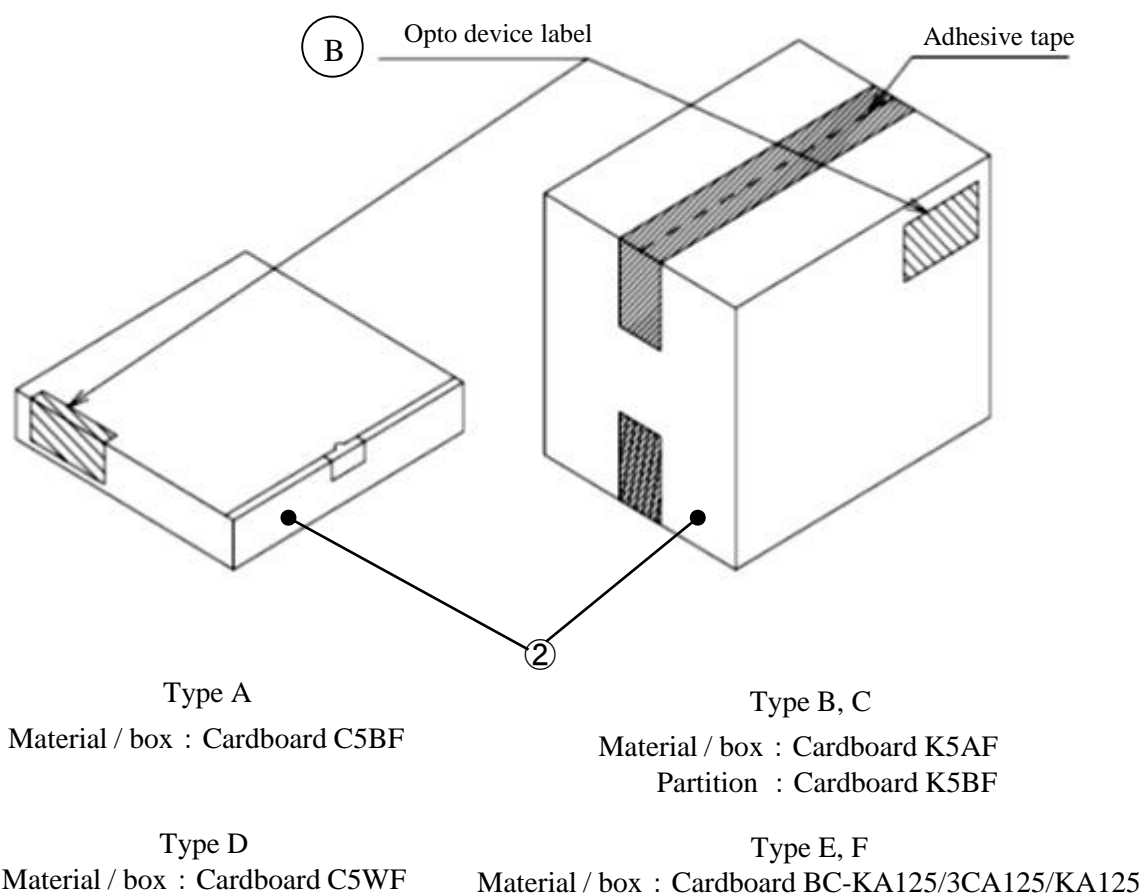 B
Opto device label
Adhesive tape
②
Type A
Material / box : Cardboard C5BF
Type B, C
Material / box : Cardboard K5AF
Partition : Cardboard K5BF
Type D
Material / box : Cardboard C5WF
Type E, F
Material / box : Cardboard BC-KA125/3CA125/KA125